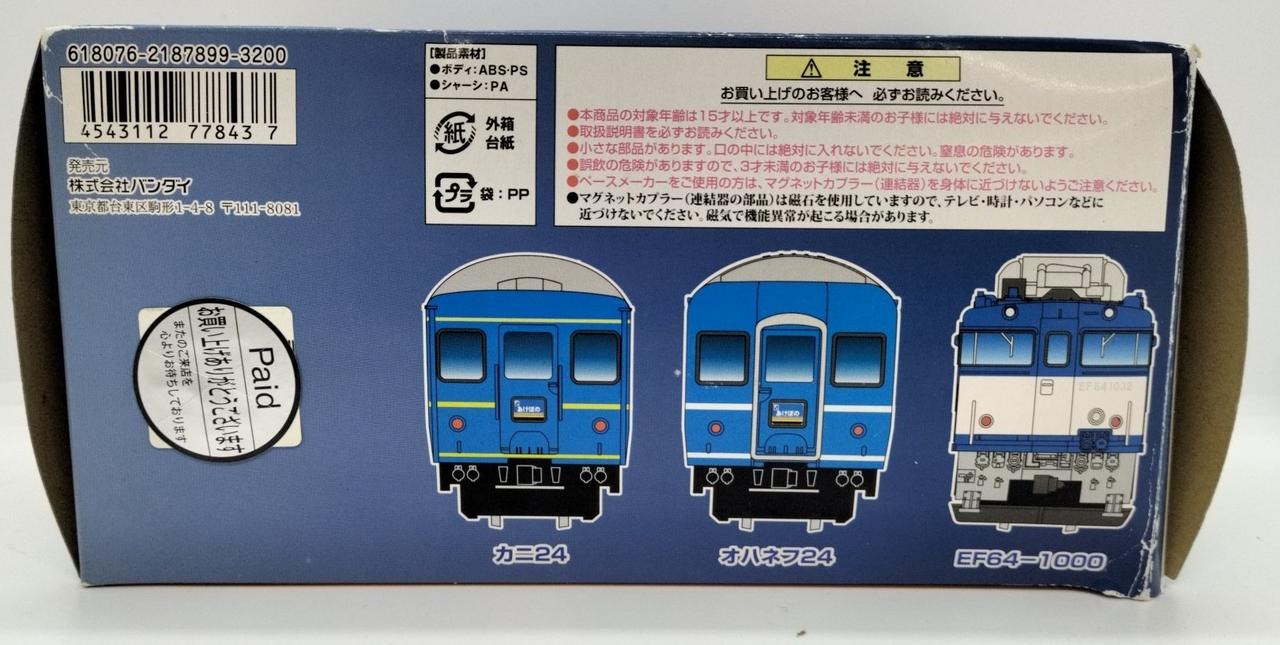 618076-2187899-3200
4543112 77843 7
発売元
株式会社バンダイ
東京都台東区駒形1-4-8 〒111-8081
[製品素材]
●ボディ:ABS・PS
●シャーシ:PA
紙
外箱
台紙
プラ
袋:PP
注 意
お買い上げのお客様へ 必ずお読みください。
●本商品の対象年齢は15才以上です。対象年齢未満のお子様には絶対に与えないでください。
●取扱説明書を必ずお読みください。
●小さな部品があります。口の中には絶対に入れないでください。窒息の危険があります。
●誤飲の危険がありますので、3才未満のお子様には絶対に与えないでください。
●ペースメーカーをご使用の方は、マグネットカプラー(連結器)を身体に近づけないようご注意ください。
●マグネットカプラー(連結器の部品)は磁石を使用していますので、テレビ・時計・パソコンなどに
近づけないでください。磁気で機能異常が起こる場合があります。
Paid
お買い上げありがとうございます
またのご来店を
心よりお待ちしております
あけぼの
あけぼの
EF641032
カニ24
オハネフ24
EF64-1000